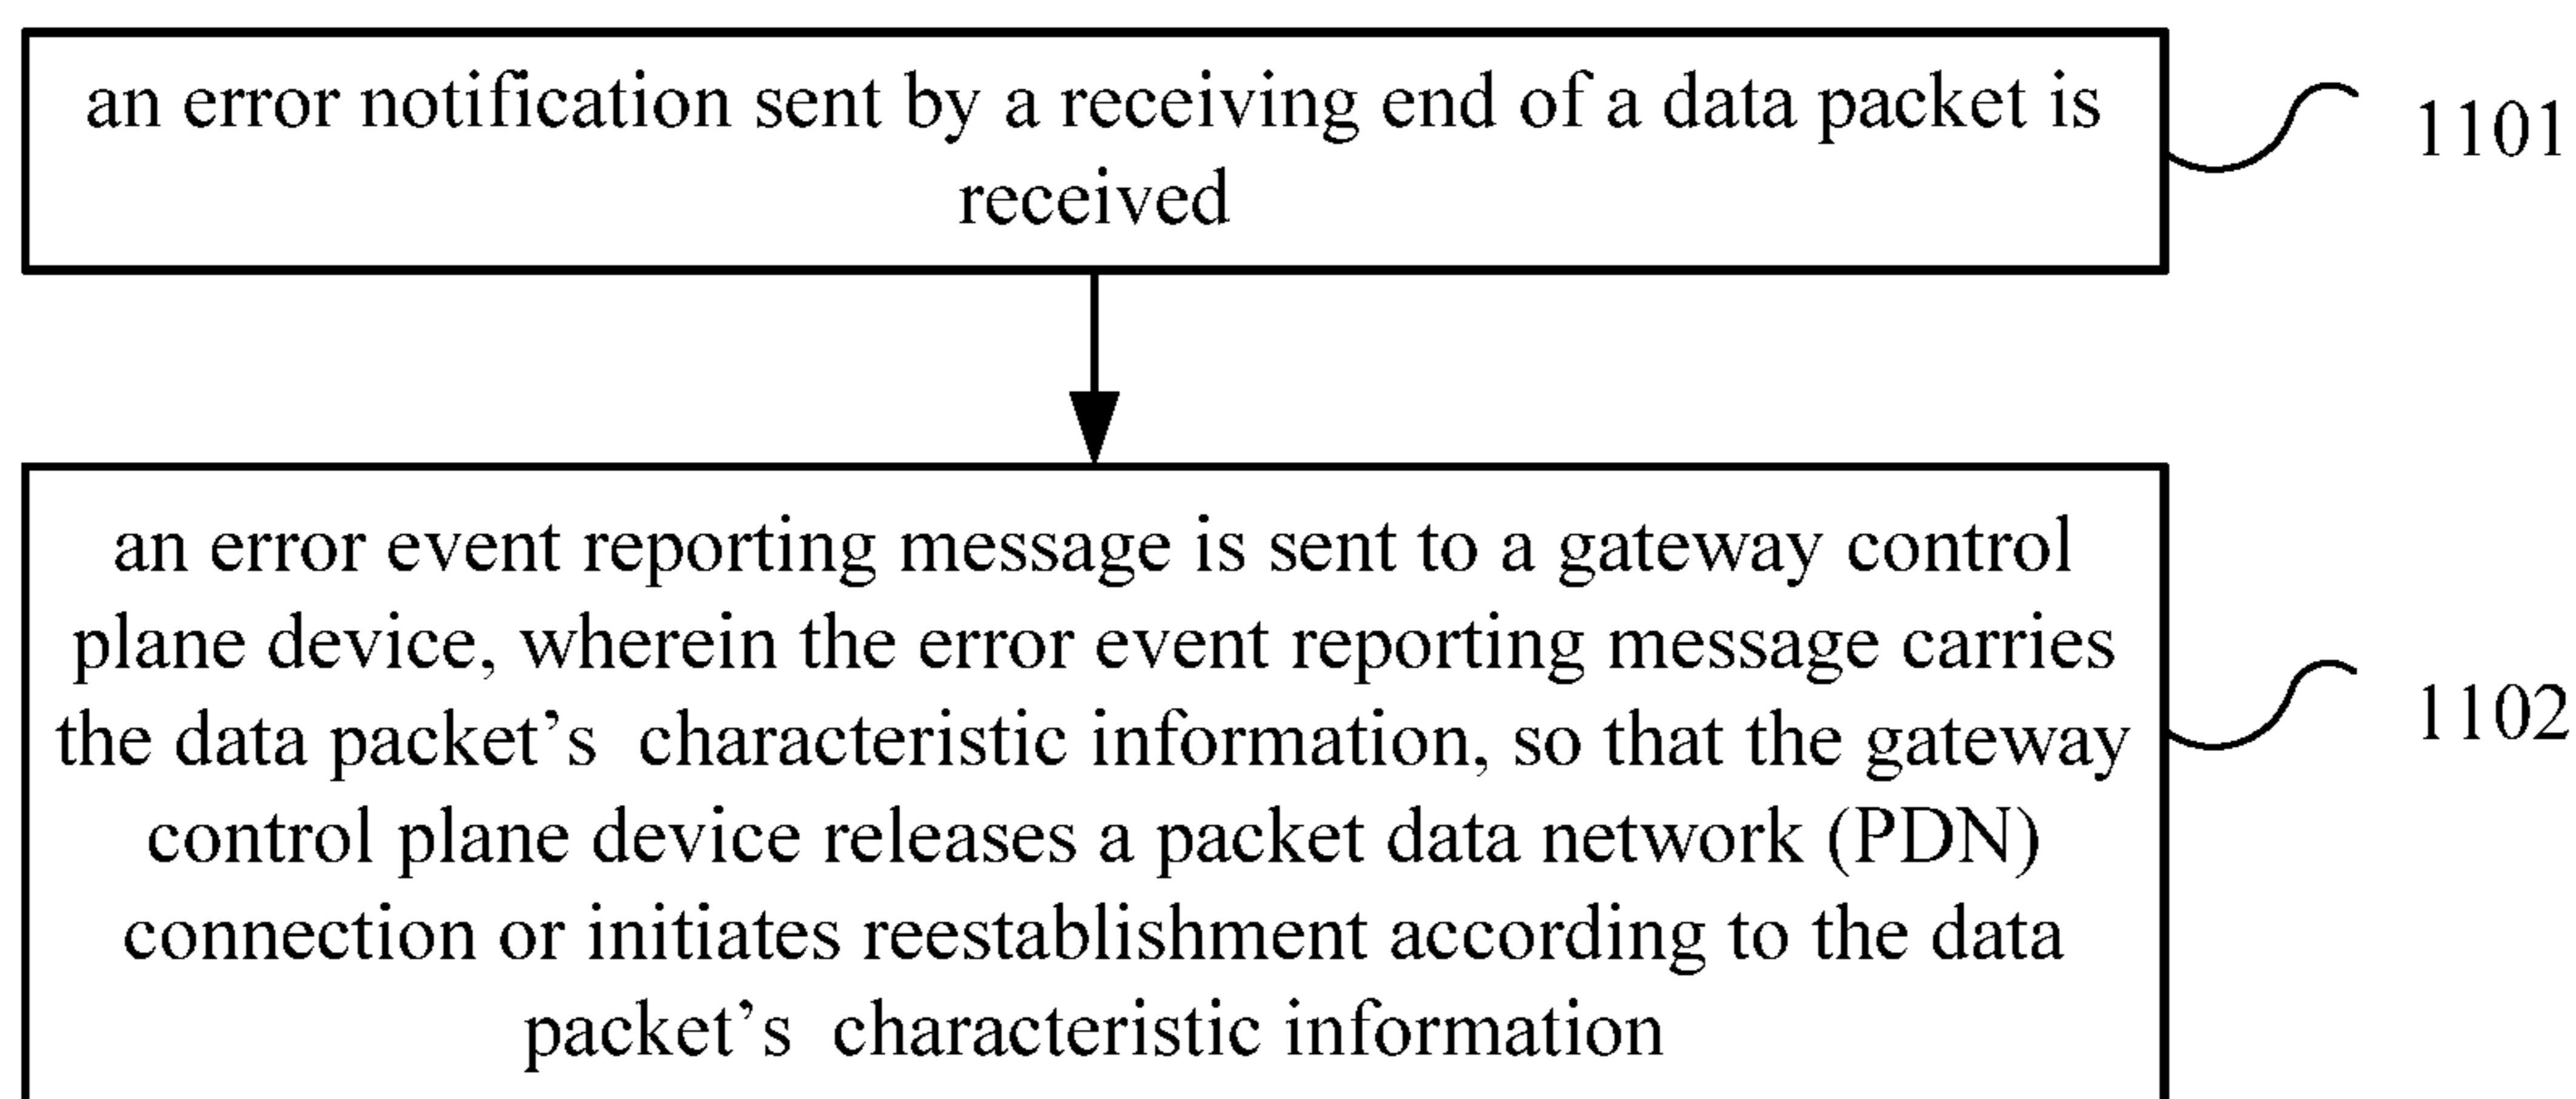 an error notification sent by a receiving end of a data packet is
received
1101
an error event reporting message is sent to a gateway control
plane device, wherein the error event reporting message carries
the data packet’s characteristic information, so that the gateway
control plane device releases a packet data network (PDN)
connection or initiates reestablishment according to the data
packet’s characteristic information
1102